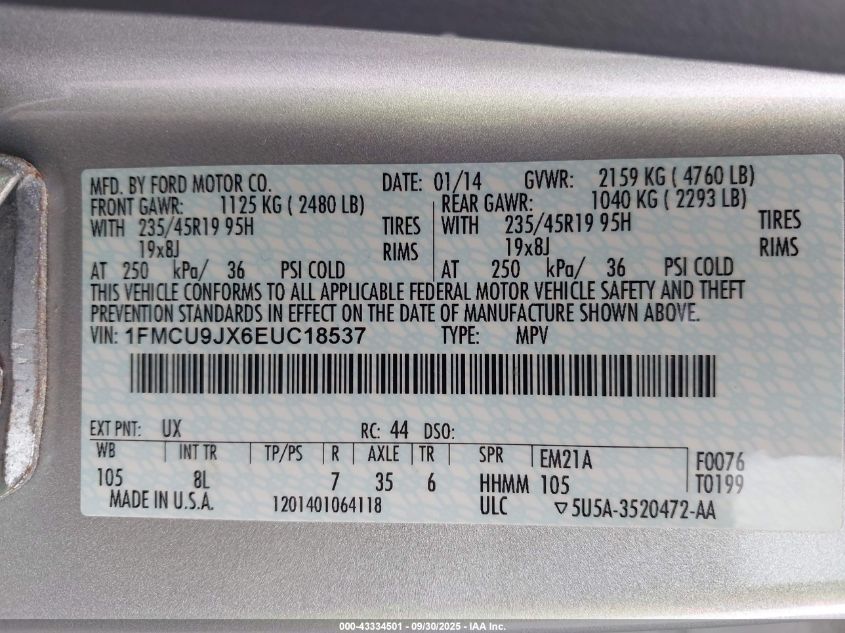 MFD. BY FORD MOTOR CO. DATE: 01/14 GVWR: 2159 KG ( 4760 LB)
FRONT GAWR: 1125 KG ( 2480 LB) REAR GAWR: 1040 KG ( 2293 LB)
WITH 235/45R19 95H TIRES WITH 235/45R19 95H TIRES
19x8J RIMS 19x8J RIMS
AT 250 kPa/ 36 PSI COLD AT 250 kPa/ 36 PSI COLD
THIS VEHICLE CONFORMS TO ALL APPLICABLE FEDERAL MOTOR VEHICLE SAFETY AND THEFT
PREVENTION STANDARDS IN EFFECT ON THE DATE OF MANUFACTURE SHOWN ABOVE.
VIN: 1FMCU9JX6EUC18537 TYPE: MPV
EXT PNT: UX RC: 44 DSO:
WB INT TR TP/PS R AXLE TR SPR EM21A F0076
105 8L 7 35 6 HHMM 105 T0199
MADE IN U.S.A. 1201401064118 ULC ▽5U5A-3520472-AA
000-43334501 - 09/30/2025 - IAA Inc.